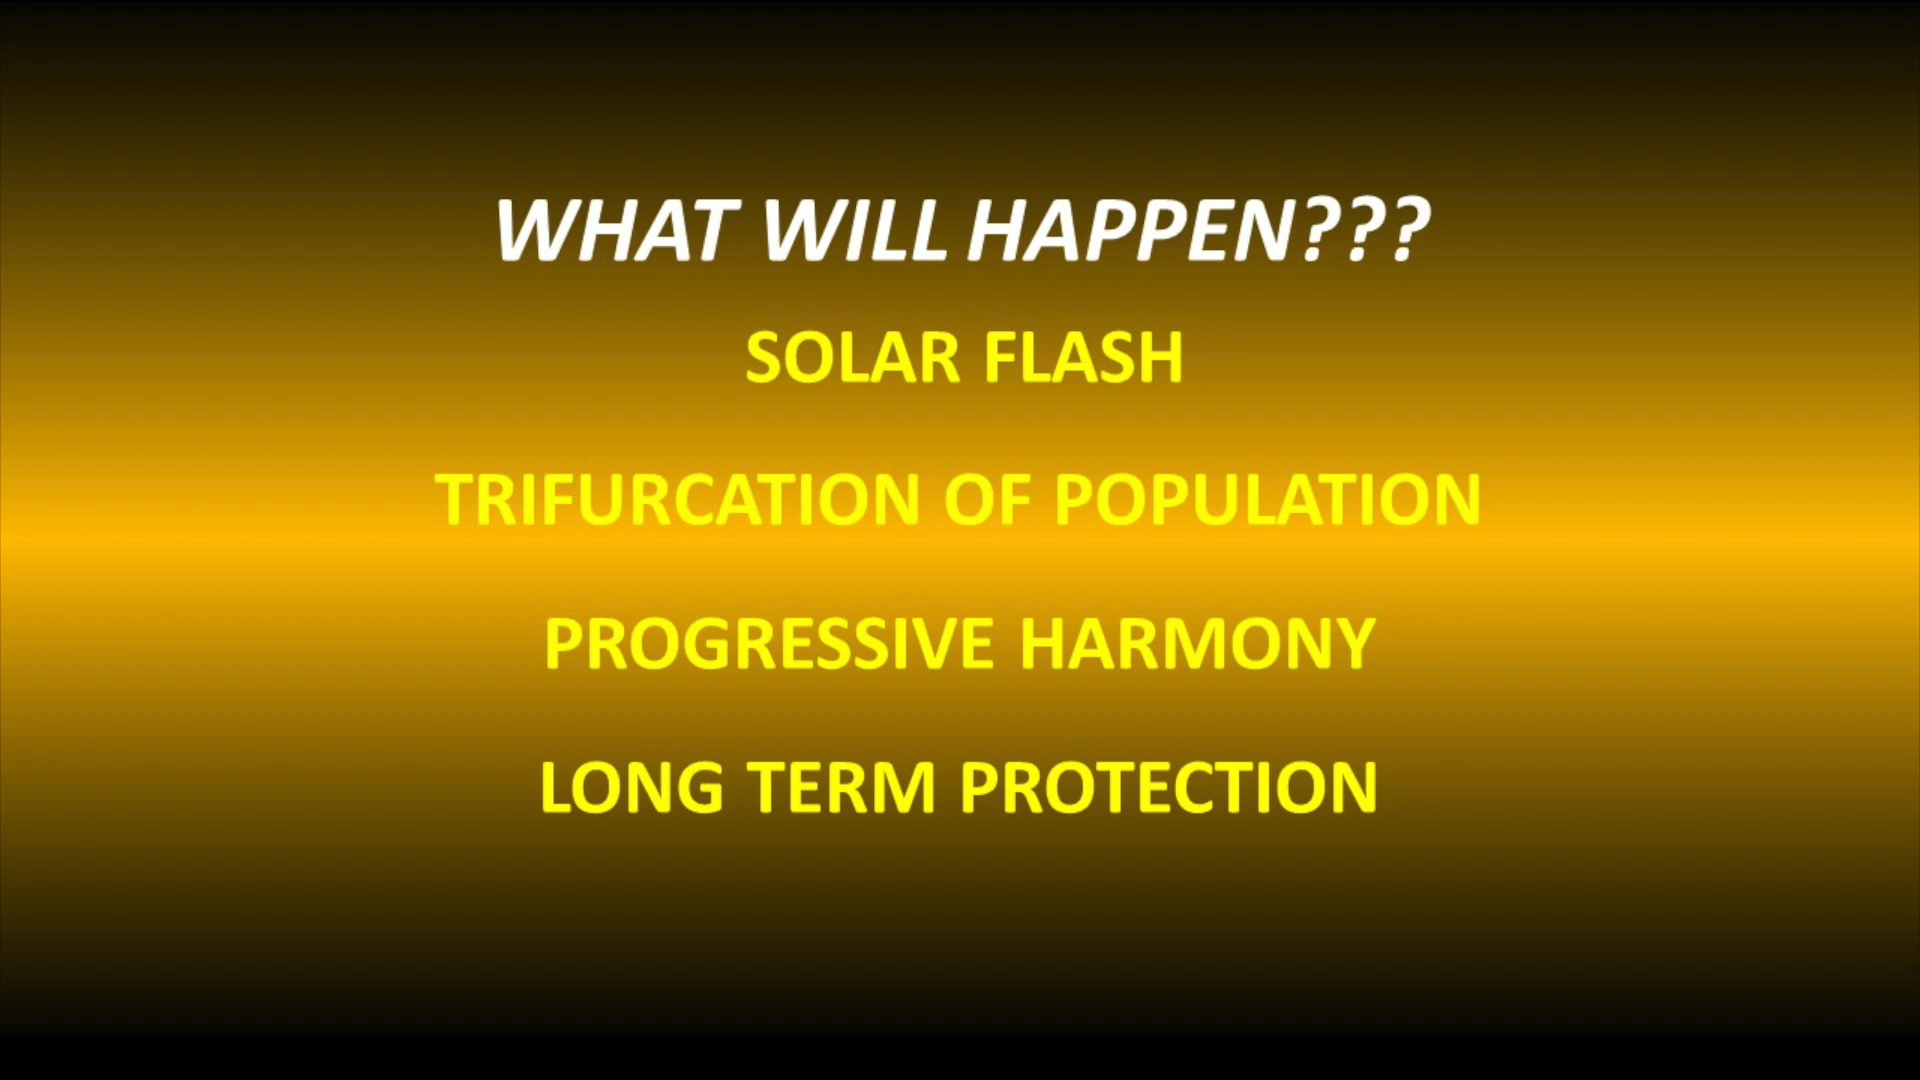 WHAT WILL HAPPEN???
SOLAR FLASH
TRIFURCATION OF POPULATION
PROGRESSIVE HARMONY
LONG TERM PROTECTION